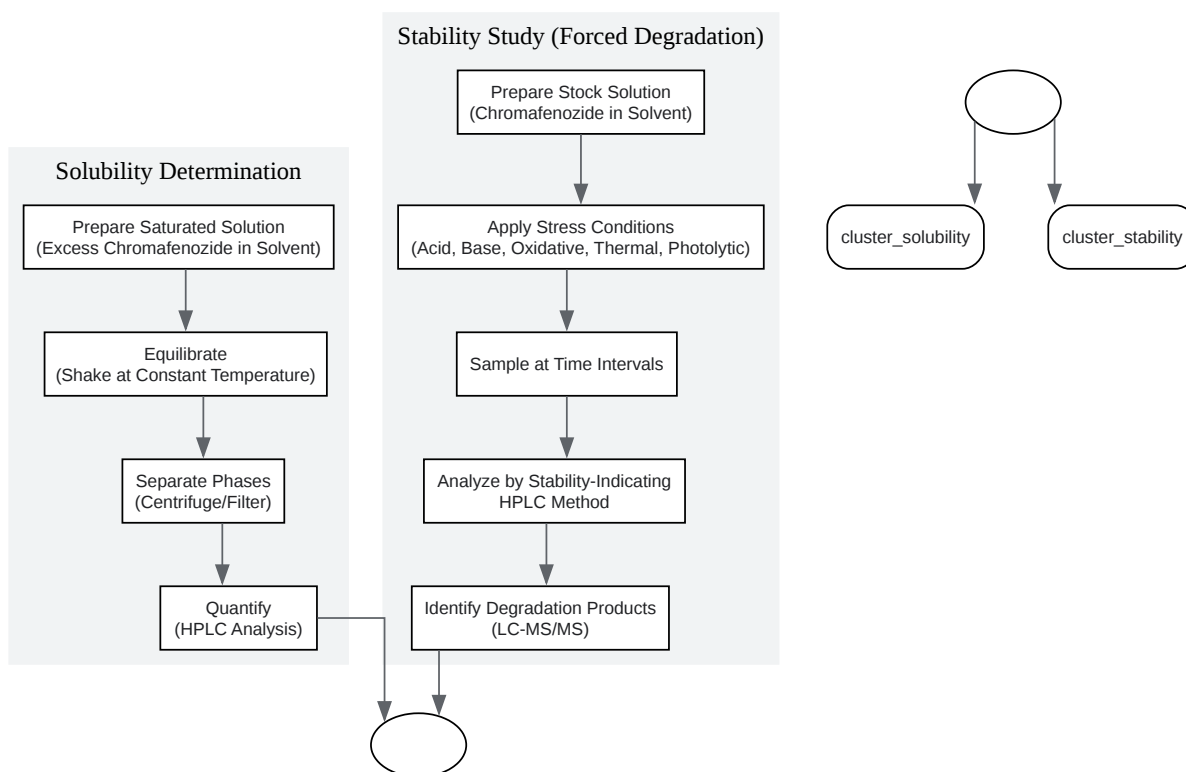 Stability Study (Forced Degradation)
Prepare Stock Solution
(Chromafenozide in Solvent)
Apply Stress Conditions
(Acid, Base, Oxidative, Thermal, Photolytic)
Sample at Time Intervals
Analyze by Stability-Indicating
HPLC Method
Identify Degradation Products
(LC-MS/MS)
Solubility Determination
Prepare Saturated Solution
(Excess Chromafenozide in Solvent)
Equilibrate
(Shake at Constant Temperature)
Separate Phases
(Centrifuge/Filter)
Quantify
(HPLC Analysis)
cluster_solubility
cluster_stability